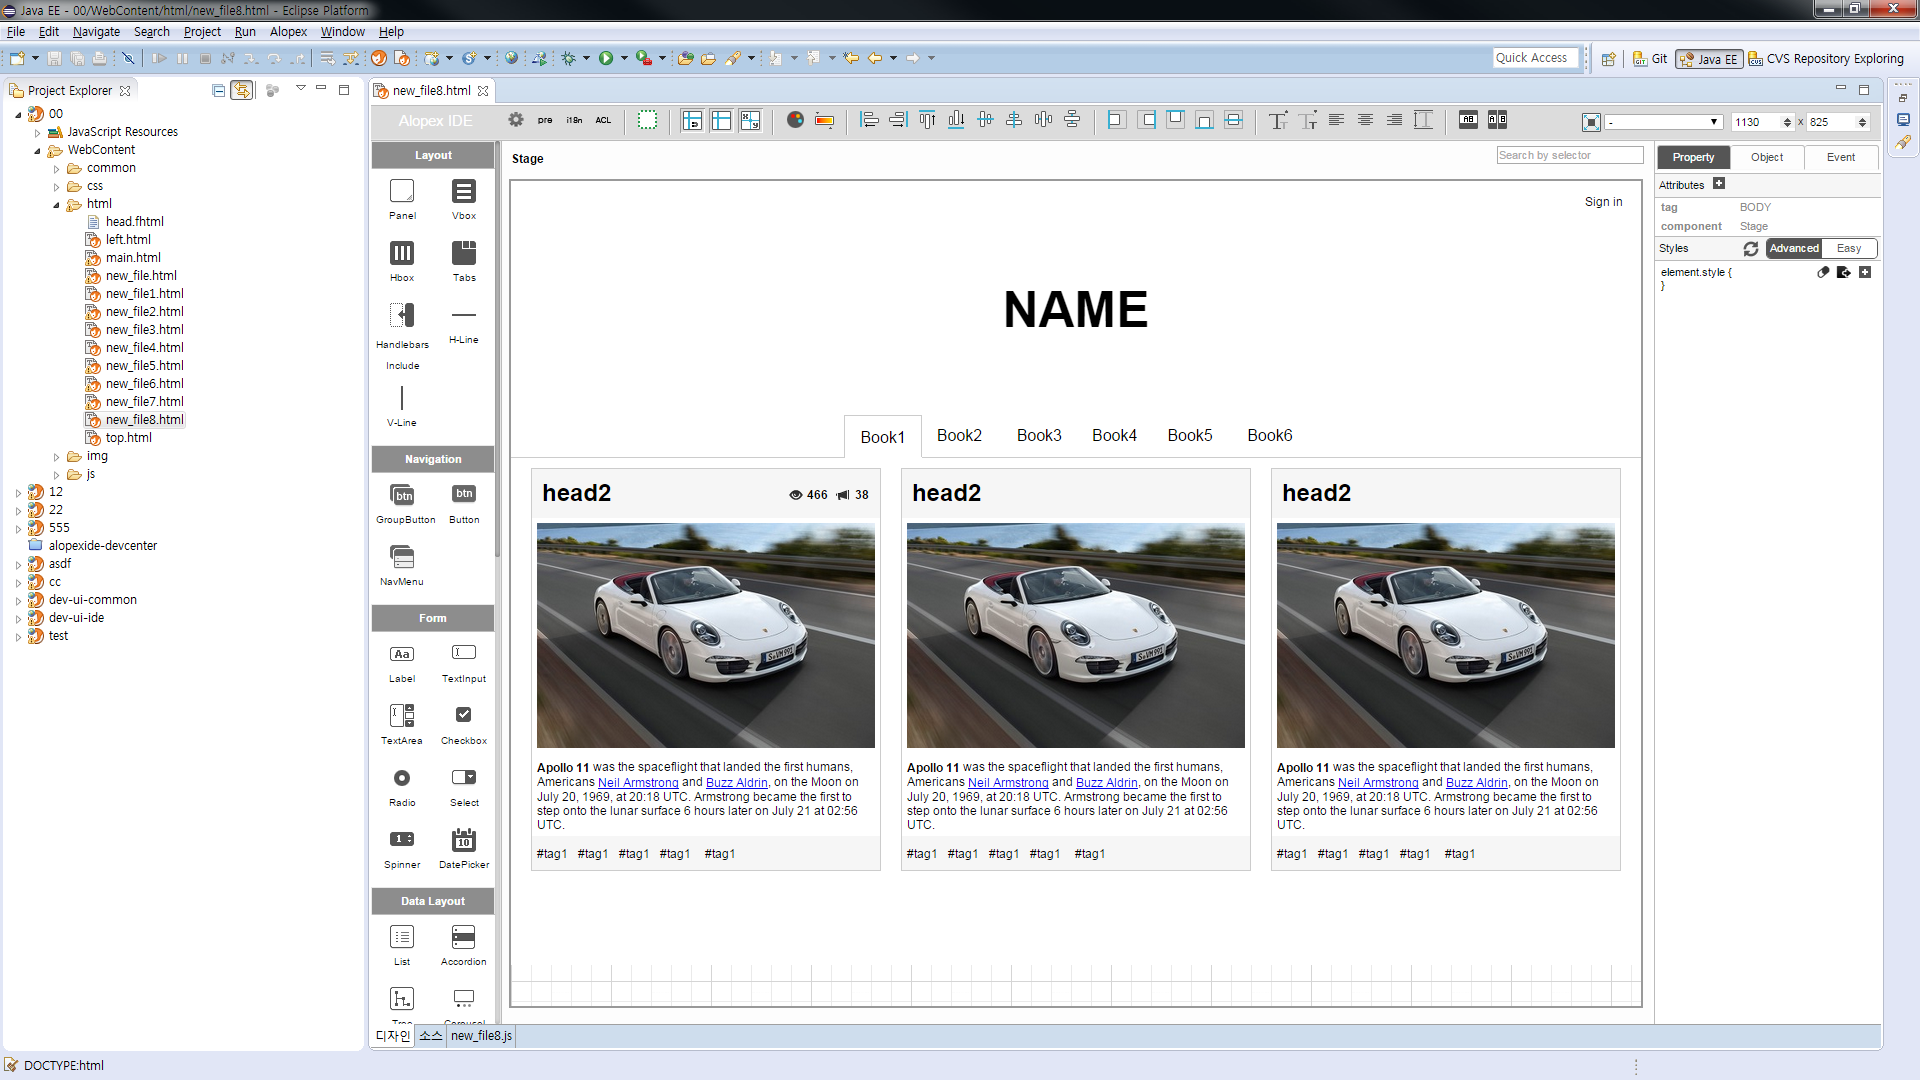 Java EE - 00/WebContent/html/new_file8.html - Eclipse Platform
File Edit Navigate Search Project Run Alopex Window Help
Quick Access
Git Java EE CVS Repository Exploring
Project Explorer
00
JavaScript Resources
WebContent
common
css
html
head.fhtml
left.html
main.html
new_file.html
new_file1.html
new_file2.html
new_file3.html
new_file4.html
new_file5.html
new_file6.html
new_file7.html
new_file8.html
top.html
img
js
12
22
555
alopexide-devcenter
asdf
cc
dev-ui-common
dev-ui-ide
test
new_file8.html
Alopex IDE pre i18n ACL - 1130 x 825
Layout
Panel Vbox
Hbox Tabs
Handlebars Include H-Line
V-Line
Navigation
btn btn
GroupButton Button
NavMenu
Form
Aa
Label TextInput
TextArea Checkbox
Radio Select
1 10
Spinner DatePicker
Data Layout
List Accordion
Tree Carousel
Stage
Search by selector
Sign in
NAME
Book1 Book2 Book3 Book4 Book5 Book6
head2 466 38
S·VM 992
Apollo 11 was the spaceflight that landed the first humans,
Americans Neil Armstrong and Buzz Aldrin, on the Moon on
July 20, 1969, at 20:18 UTC. Armstrong became the first to
step onto the lunar surface 6 hours later on July 21 at 02:56
UTC.
#tag1 #tag1 #tag1 #tag1 #tag1
head2
S·VM 992
Apollo 11 was the spaceflight that landed the first humans,
Americans Neil Armstrong and Buzz Aldrin, on the Moon on
July 20, 1969, at 20:18 UTC. Armstrong became the first to
step onto the lunar surface 6 hours later on July 21 at 02:56
UTC.
#tag1 #tag1 #tag1 #tag1 #tag1
head2
S·VM 992
Apollo 11 was the spaceflight that landed the first humans,
Americans Neil Armstrong and Buzz Aldrin, on the Moon on
July 20, 1969, at 20:18 UTC. Armstrong became the first to
step onto the lunar surface 6 hours later on July 21 at 02:56
UTC.
#tag1 #tag1 #tag1 #tag1 #tag1
Property Object Event
Attributes
tag BODY
component Stage
Styles Advanced Easy
element.style {
}
디자인 소스 new_file8.js
DOCTYPE:html